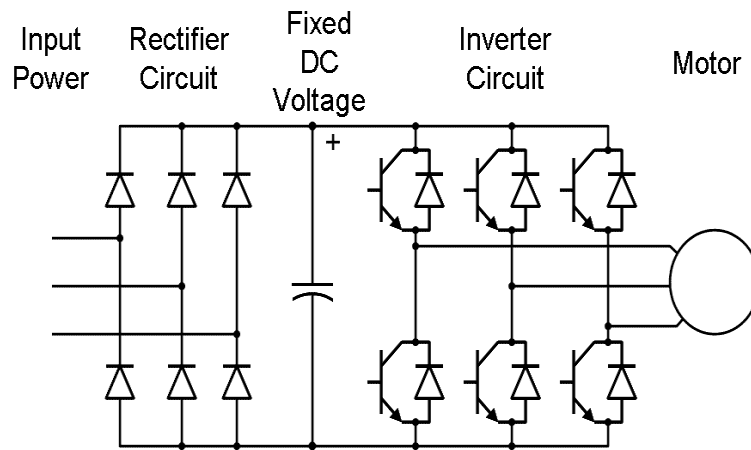 Input
Power
Rectifier
Circuit
Fixed
DC
Voltage
+
Inverter
Circuit
Motor